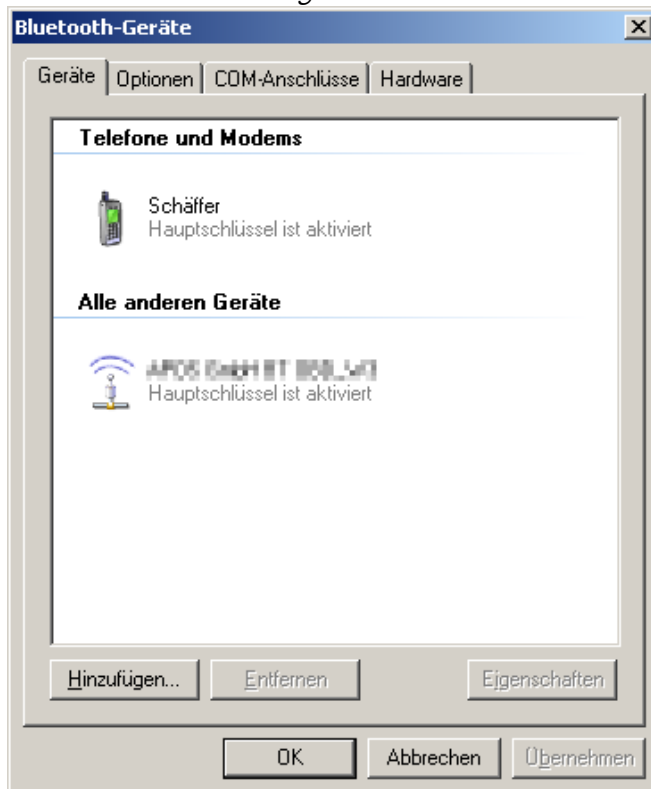 Bluetooth-Geräte
Geräte Optionen COM-Anschlüsse Hardware
Telefone und Modems
Schäffer
Hauptschlüssel ist aktiviert
Alle anderen Geräte
Hauptschlüssel ist aktiviert
Hinzufügen... Entfernen Eigenschaften
OK Abbrechen Übernehmen